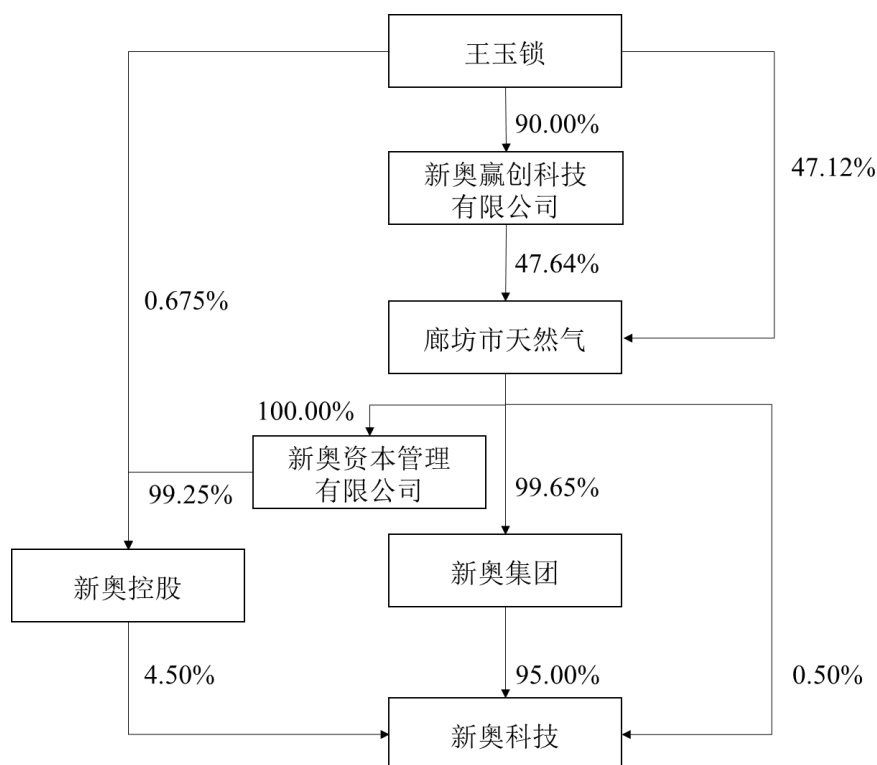 王玉锁
90.00%
新奥赢创科技
有限公司
47.12%
47.64%
0.675%
廊坊市天然气
100.00%
新奥资本管理
有限公司
99.25%
99.65%
新奥控股
新奥集团
4.50%
95.00%
0.50%
新奥科技